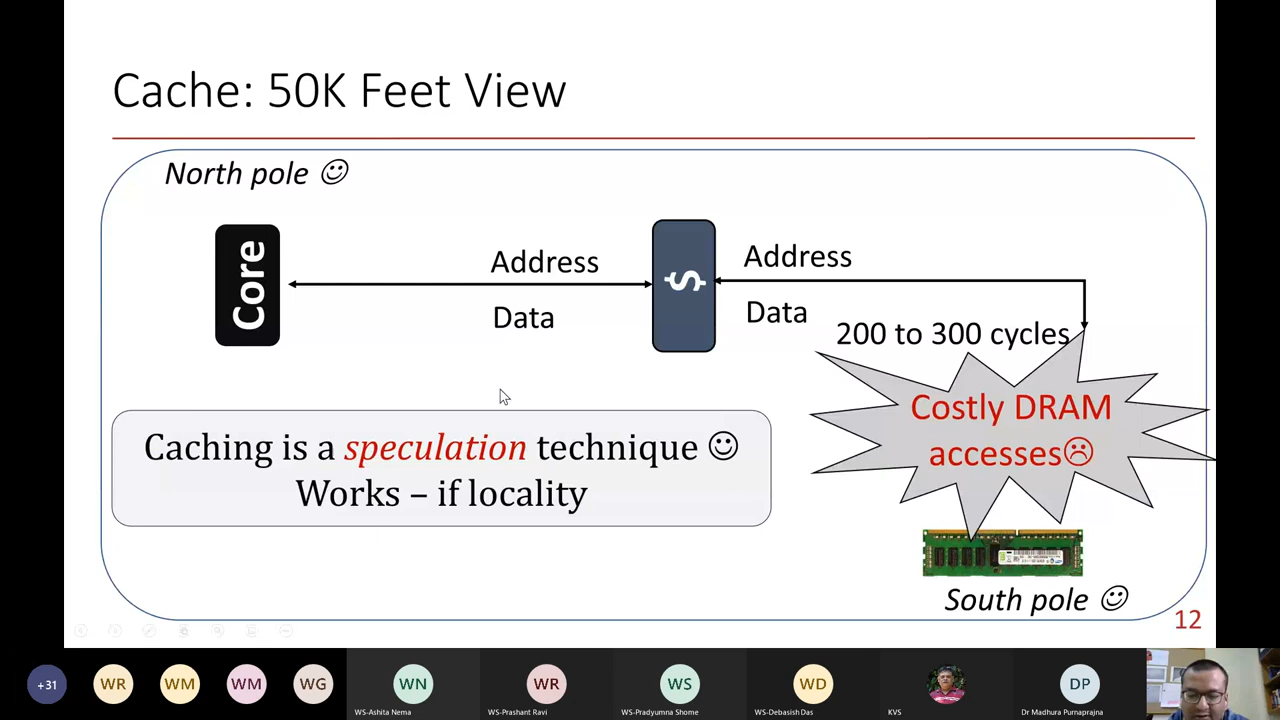 Cache: 50K Feet View
North pole ☺
Core
$
Address
Data
Address
Data
200 to 300 cycles
Costly DRAM
accesses☹
Caching is a speculation technique ☺
Works – if locality
South pole ☺
12
+31
WR
WM
WM
WG
WN
WS-Ashita Nema
WR
WS-Prashant Ravi
WS
WS-Pradyumna Shome
WD
WS-Debasish Das
KVS
DP
Dr Madhura Purnaprajna